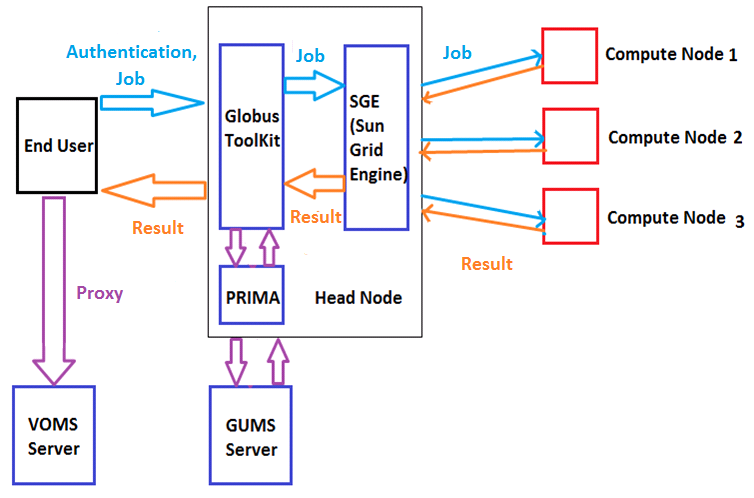 Authentication,
Job
End User
Result
Proxy
VOMS
Server
Globus
ToolKit
Job
SGE
(Sun
Grid
Engine)
Result
PRIMA
Head Node
GUMS
Server
Job
Result
Compute Node 1
Compute Node 2
Compute Node 3